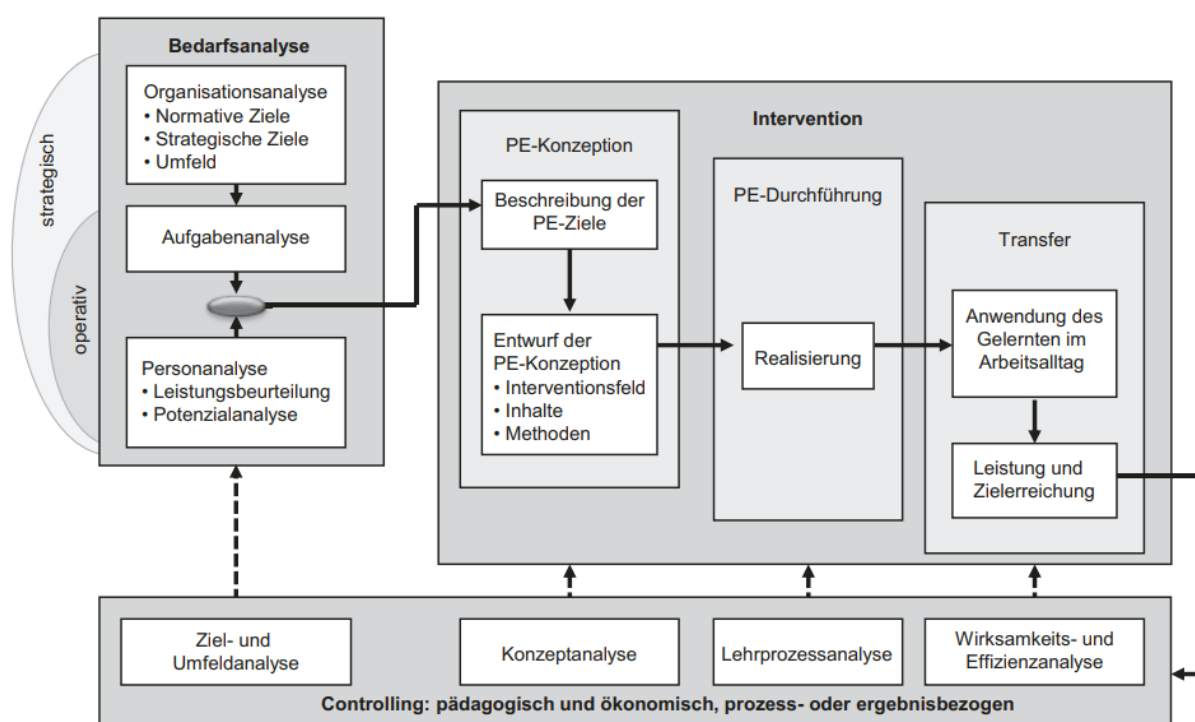 Bedarfsanalyse
Organisationsanalyse
• Normative Ziele
• Strategische Ziele
• Umfeld
Aufgabenanalyse
Personanalyse
• Leistungsbeurteilung
• Potenzialanalyse
strategisch
operativ
Intervention
PE-Konzeption
Beschreibung der
PE-Ziele
Entwurf der
PE-Konzeption
• Interventionsfeld
• Inhalte
• Methoden
PE-Durchführung
Realisierung
Transfer
Anwendung des
Gelernten im
Arbeitsalltag
Leistung und
Zielerreichung
Ziel- und
Umfeldanalyse
Konzeptanalyse
Lehrprozessanalyse
Wirksamkeits- und
Effizienzanalyse
Controlling: pädagogisch und ökonomisch, prozess- oder ergebnisbezogen